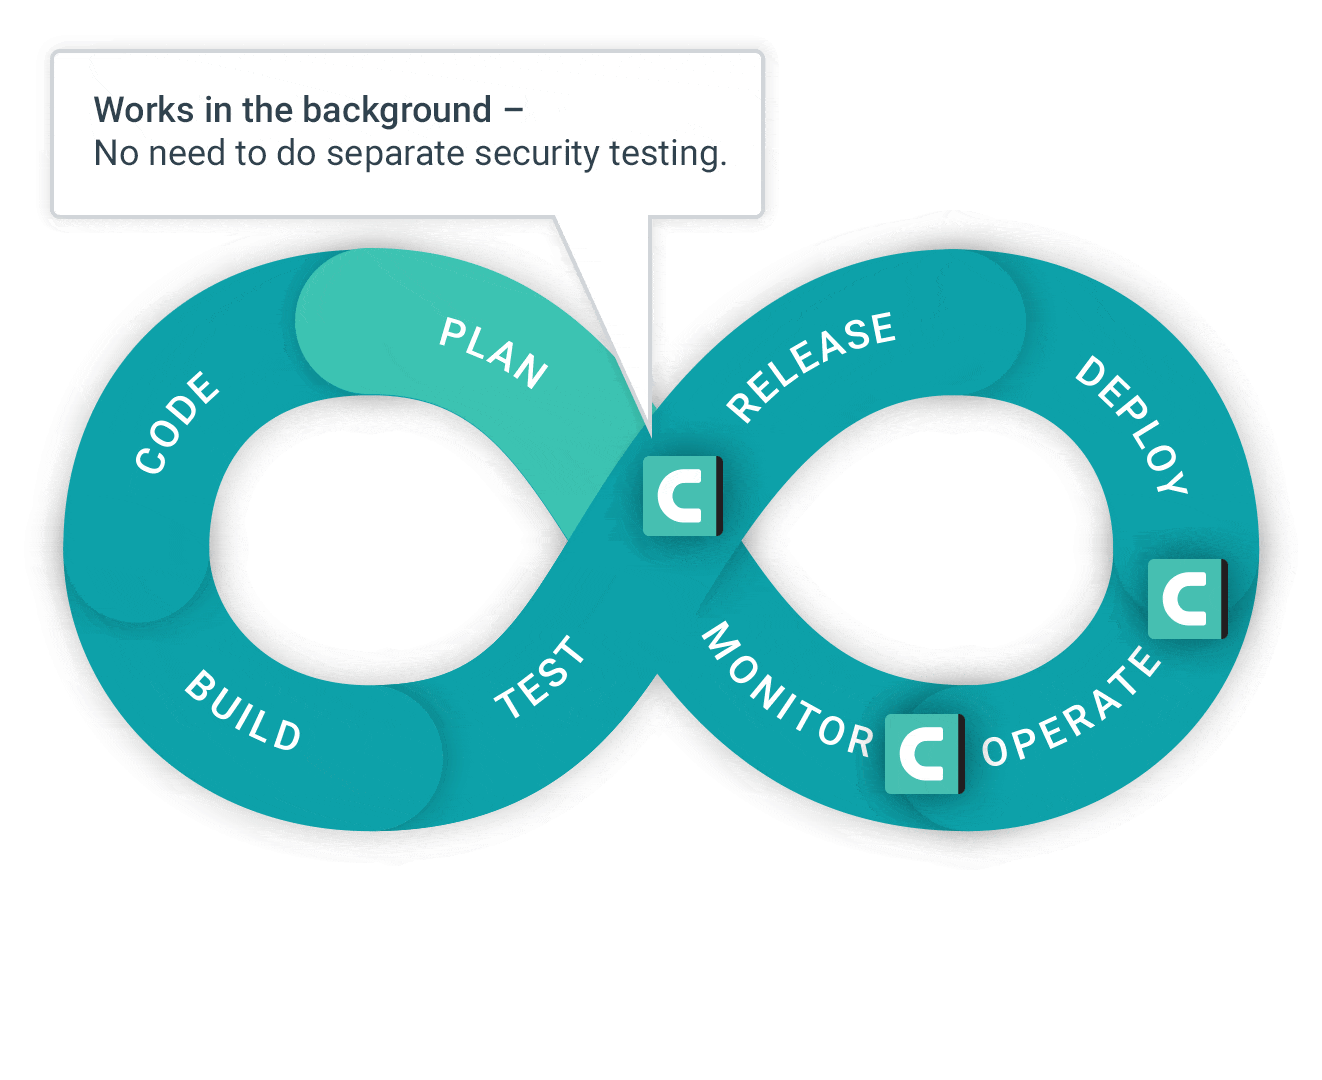 Works in the background –
No need to do separate security testing.
PLAN
CODE
BUILD
TEST
RELEASE
DEPLOY
OPERATE
MONITOR
C
C
C